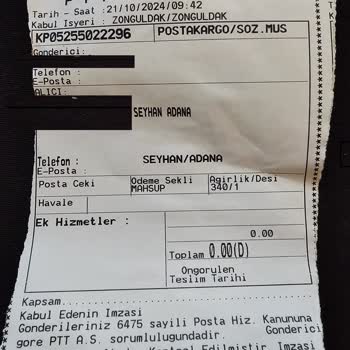 Tarih - Saat :21/10/2024/09:42
Kabul Isyeri : ZONGULDAK/ZONGULDAK
KP05255022296 POSTAKARGO/SOZ.MUS
Gonderici:
Telefon :
E-Posta :
ALICI:
SEYHAN ADANA
Telefon : SEYHAN/ADANA
E-Posta :
Posta Ceki Odeme Sekli Agirlik/Desi
MAHSUP 340/1
Havale
Ek Hizmetler :
0.00
Toplam 0.00(D)
Ongorulen
Teslim Tarihi
Kapsam...
Kabul Edenin Imzasi
Gonderileriniz 6475 sayili Posta Hiz. Kanununa
gore PTT A.S. sorumlulugundadir. Gonderici
Kontrol Edilmistir. Imzasi